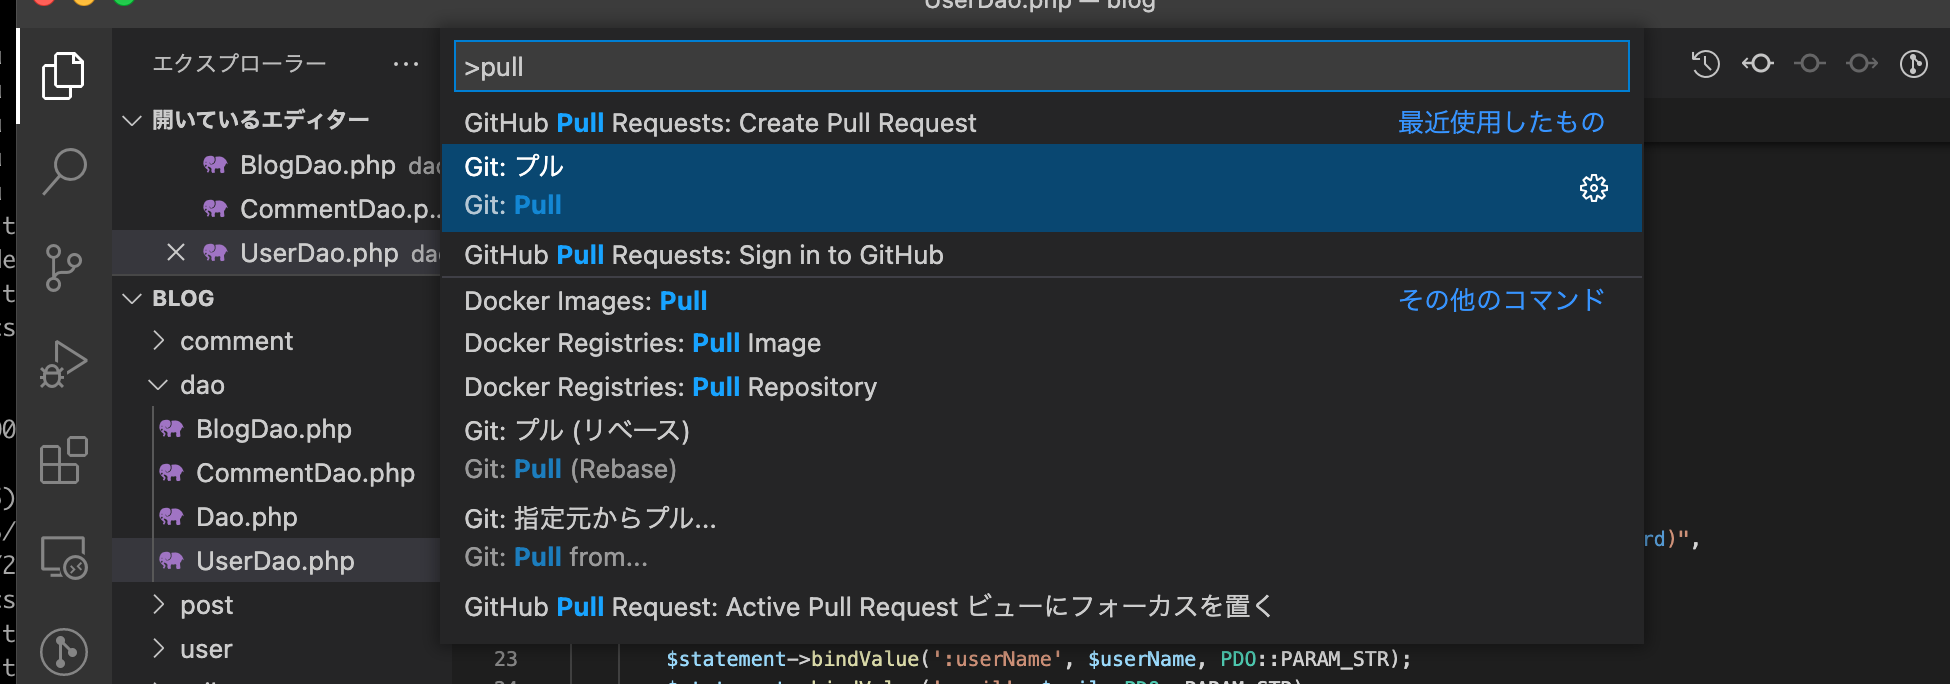 UserDao.php — blog
エクスプローラー
開いているエディター
BlogDao.php dao
CommentDao.p...
UserDao.php dao
BLOG
comment
dao
BlogDao.php
CommentDao.php
Dao.php
UserDao.php
post
user
>pull
GitHub Pull Requests: Create Pull Request 最近使用したもの
Git: プル
Git: Pull
GitHub Pull Requests: Sign in to GitHub
Docker Images: Pull その他のコマンド
Docker Registries: Pull Image
Docker Registries: Pull Repository
Git: プル (リベース)
Git: Pull (Rebase)
Git: 指定元からプル...
Git: Pull from...
GitHub Pull Request: Active Pull Request ビューにフォーカスを置く
rd)",
23 $statement->bindValue(':userName', $userName, PDO::PARAM_STR);